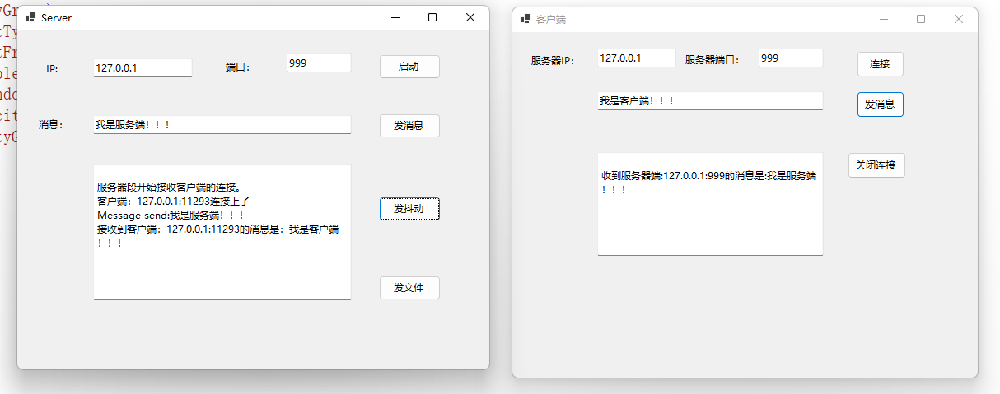 Server
IP:
127.0.0.1
端口：
999
启动
消息：
我是服务端！！！
发消息
服务器段开始接收客户端的连接。
客户端：127.0.0.1:11293连接上了
Message send:我是服务端！！！
接收到客户端：127.0.0.1:11293的消息是：我是客户端
！！！
发抖动
发文件
客户端
服务器IP：
127.0.0.1
服务器端口：
999
连接
我是客户端！！！
发消息
收到服务器端:127.0.0.1:999的消息是:我是服务端
！！！
关闭连接